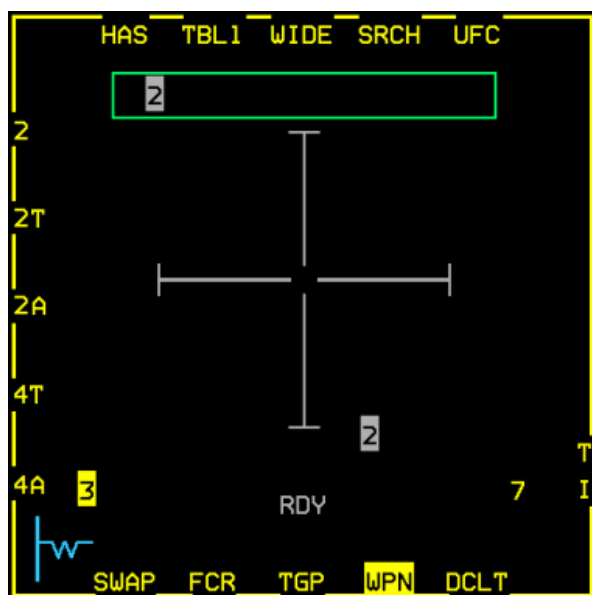 HAS TBL1 WIDE SRCH UFC
2
2
2T
2A
4T
2
T
4A 3 7 I
RDY
W
SWAP FCR TGP WPN DCLT